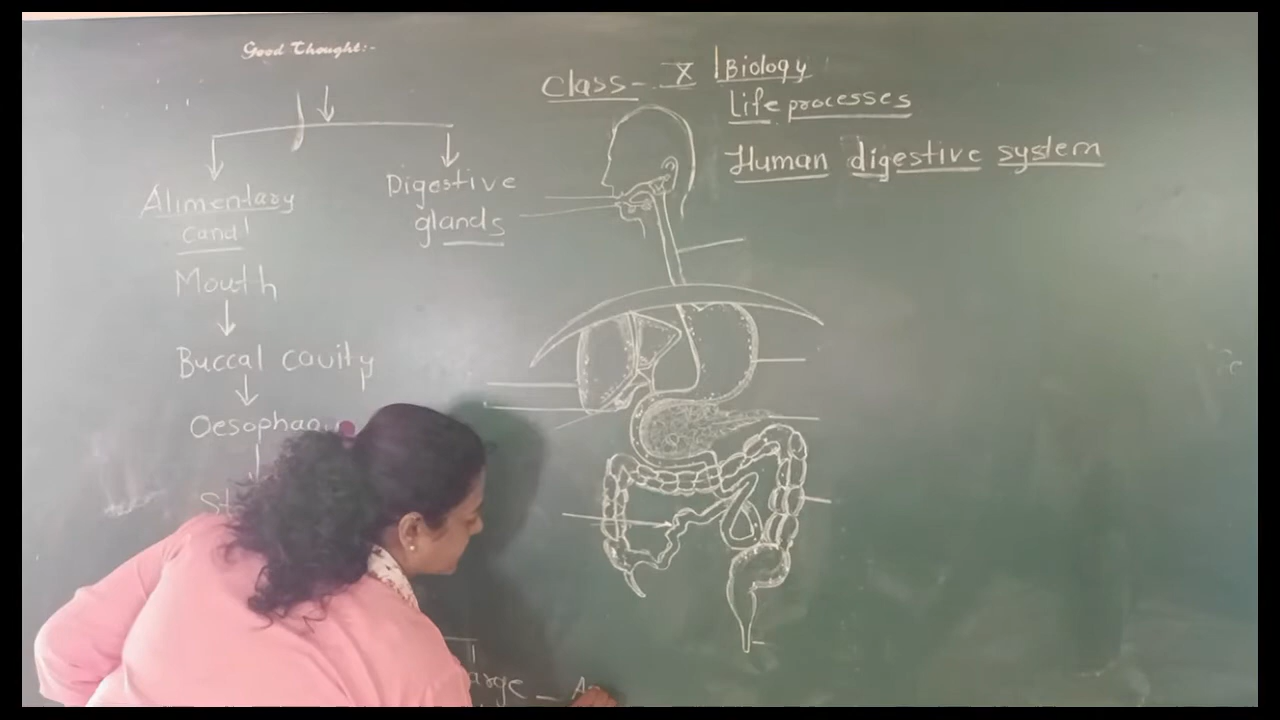 Good Thought:-
Class - X Biology
Life processes
Human digestive system
Alimentary
canal
Digestive
glands
Mouth
Buccal cavity